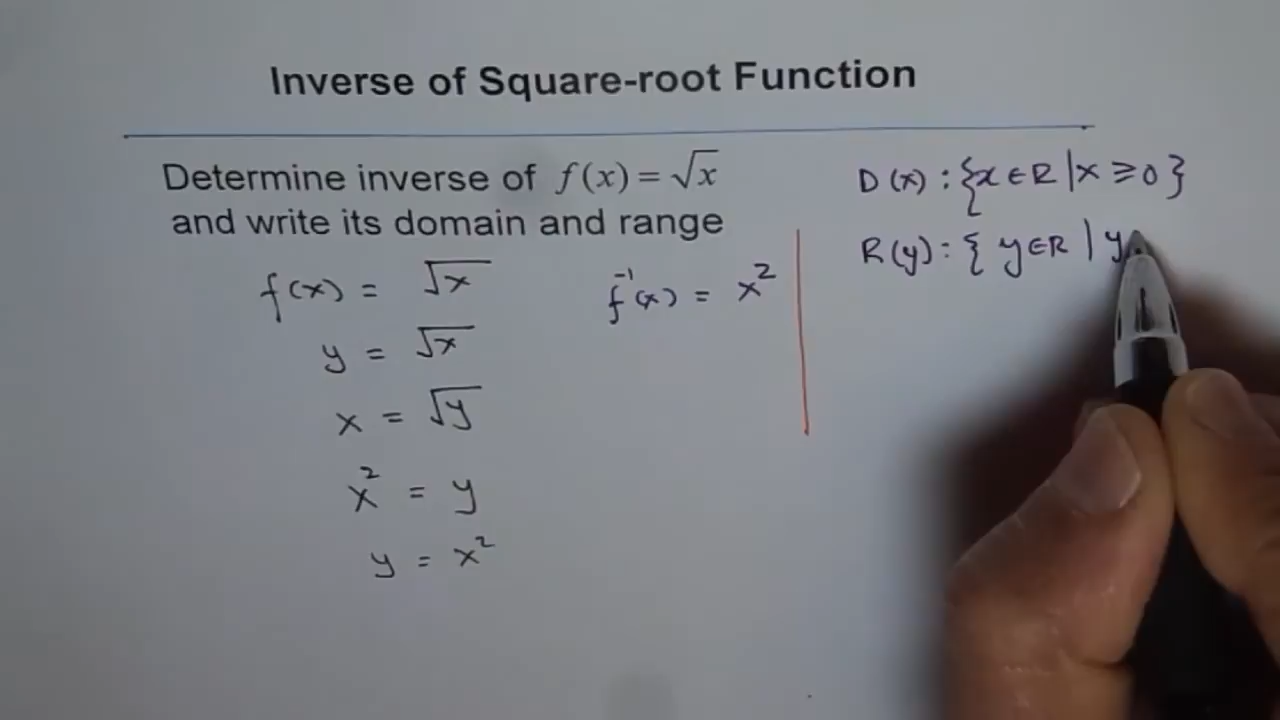 Inverse of Square-root Function
Determine inverse of f(x) = √x
and write its domain and range
f(x) = √x
y = √x
x = √y
x² = y
y = x²
f⁻¹(x) = x²
D(x) : {x ∈ R | x ≥ 0}
R(y) : { y ∈ R | y